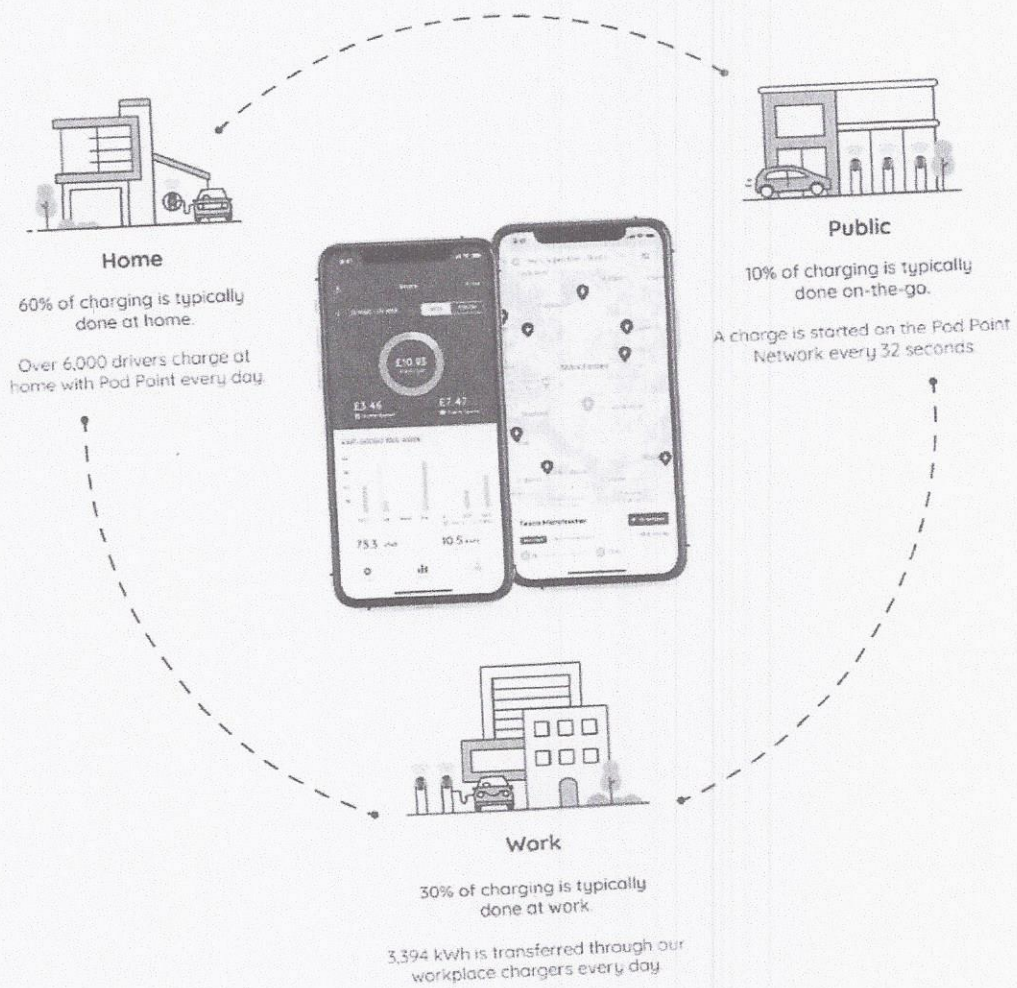 Home
60% of charging is typically
done at home.
Over 6,000 drivers charge at
home with Pod Point every day.
Public
10% of charging is typically
done on-the-go.
A charge is started on the Pod Point
Network every 32 seconds
£10.93
£3.46
£7.47
75.3
10.5
Work
30% of charging is typically
done at work.
3,394 kWh is transferred through our
workplace chargers every day